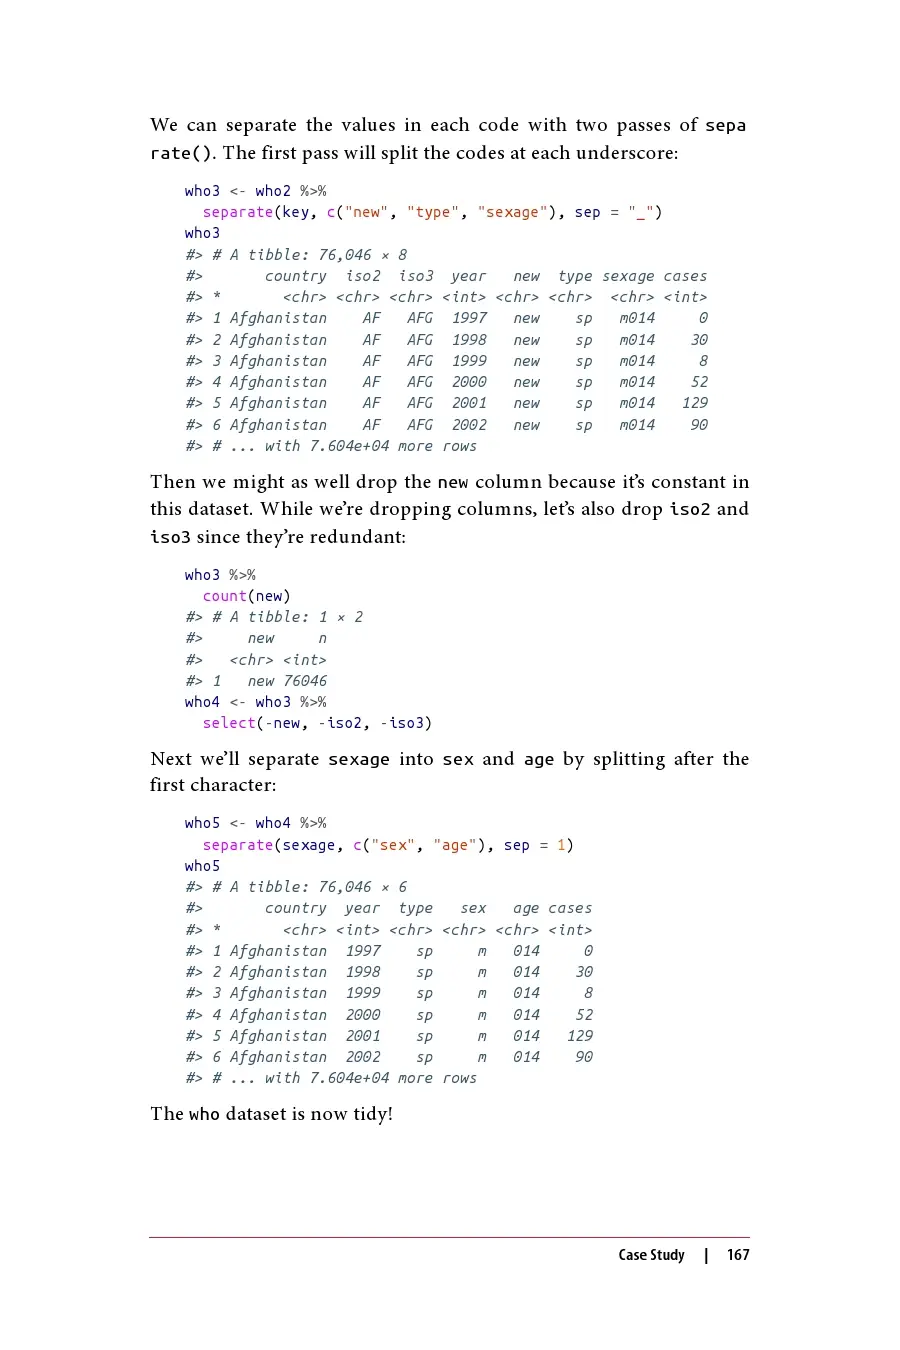 We can separate the values in each code with two passes of sepa
rate(). The first pass will split the codes at each underscore:
who3 <- who2 %>%
  separate(key, c("new", "type", "sexage"), sep = "_")
who3
#> # A tibble: 76,046 × 8
#>       country  iso2  iso3  year   new  type sexage cases
#> *       <chr> <chr> <chr> <int> <chr> <chr>  <chr> <int>
#> 1 Afghanistan    AF   AFG  1997   new    sp   m014     0
#> 2 Afghanistan    AF   AFG  1998   new    sp   m014    30
#> 3 Afghanistan    AF   AFG  1999   new    sp   m014     8
#> 4 Afghanistan    AF   AFG  2000   new    sp   m014    52
#> 5 Afghanistan    AF   AFG  2001   new    sp   m014   129
#> 6 Afghanistan    AF   AFG  2002   new    sp   m014    90
#> # ... with 7.604e+04 more rows
Then we might as well drop the new column because it’s constant in
this dataset. While we’re dropping columns, let’s also drop iso2 and
iso3 since they’re redundant:
who3 %>%
  count(new)
#> # A tibble: 1 × 2
#>     new     n
#>   <chr> <int>
#> 1   new 76046
who4 <- who3 %>%
  select(-new, -iso2, -iso3)
Next we’ll separate sexage into sex and age by splitting after the
first character:
who5 <- who4 %>%
  separate(sexage, c("sex", "age"), sep = 1)
who5
#> # A tibble: 76,046 × 6
#>       country  year  type   sex   age cases
#> *       <chr> <int> <chr> <chr> <chr> <int>
#> 1 Afghanistan  1997    sp     m   014     0
#> 2 Afghanistan  1998    sp     m   014    30
#> 3 Afghanistan  1999    sp     m   014     8
#> 4 Afghanistan  2000    sp     m   014    52
#> 5 Afghanistan  2001    sp     m   014   129
#> 6 Afghanistan  2002    sp     m   014    90
#> # ... with 7.604e+04 more rows
The who dataset is now tidy!
Case Study | 167